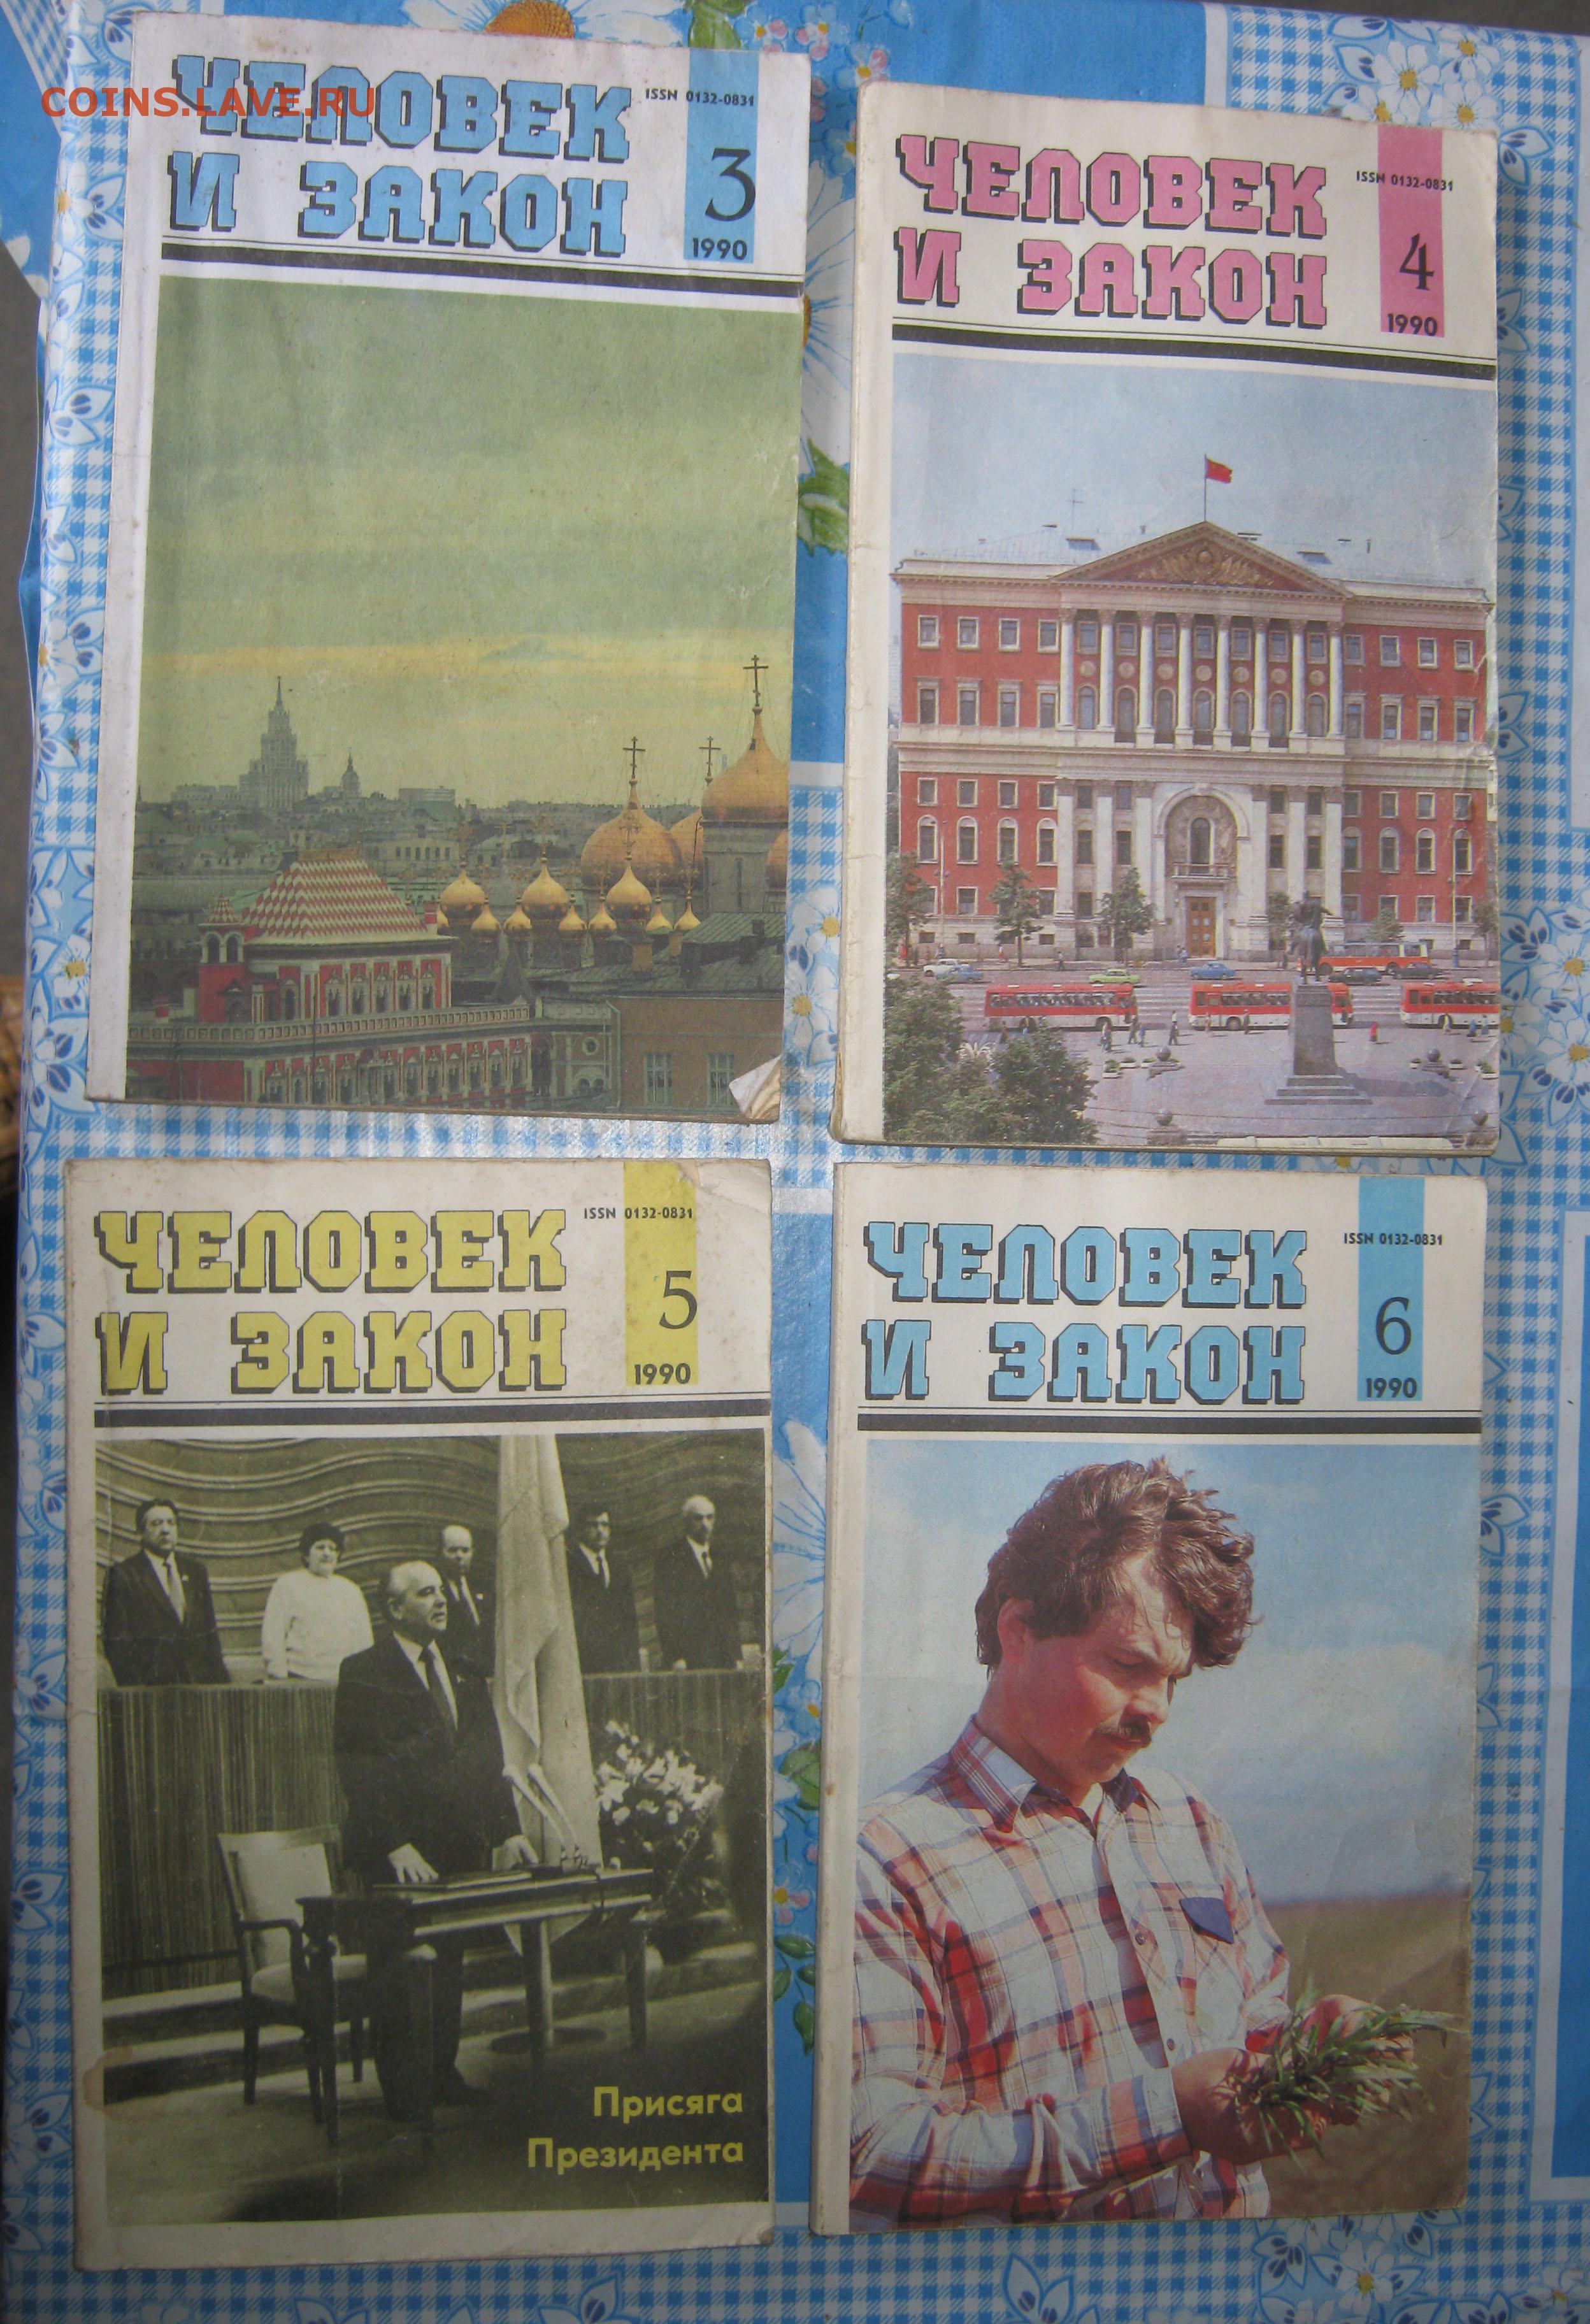 COINS.LAVE.RU
ЧЕЛОВЕК
И ЗАКОН
ISSN 0132-0831
3
1990
ЧЕЛОВЕК
И ЗАКОН
ISSN 0132-0831
4
1990
ЧЕЛОВЕК
И ЗАКОН
ISSN 0132-0831
5
1990
Присяга
Президента
ЧЕЛОВЕК
И ЗАКОН
ISSN 0132-0831
6
1990